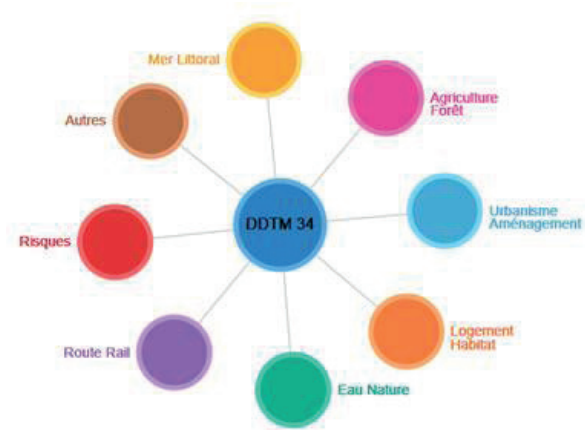 Mer Littoral
Agriculture
Forêt
Autres
Urbanisme
Aménagement
DDTM 34
Risques
Logement
Habitat
Route Rail
Eau Nature